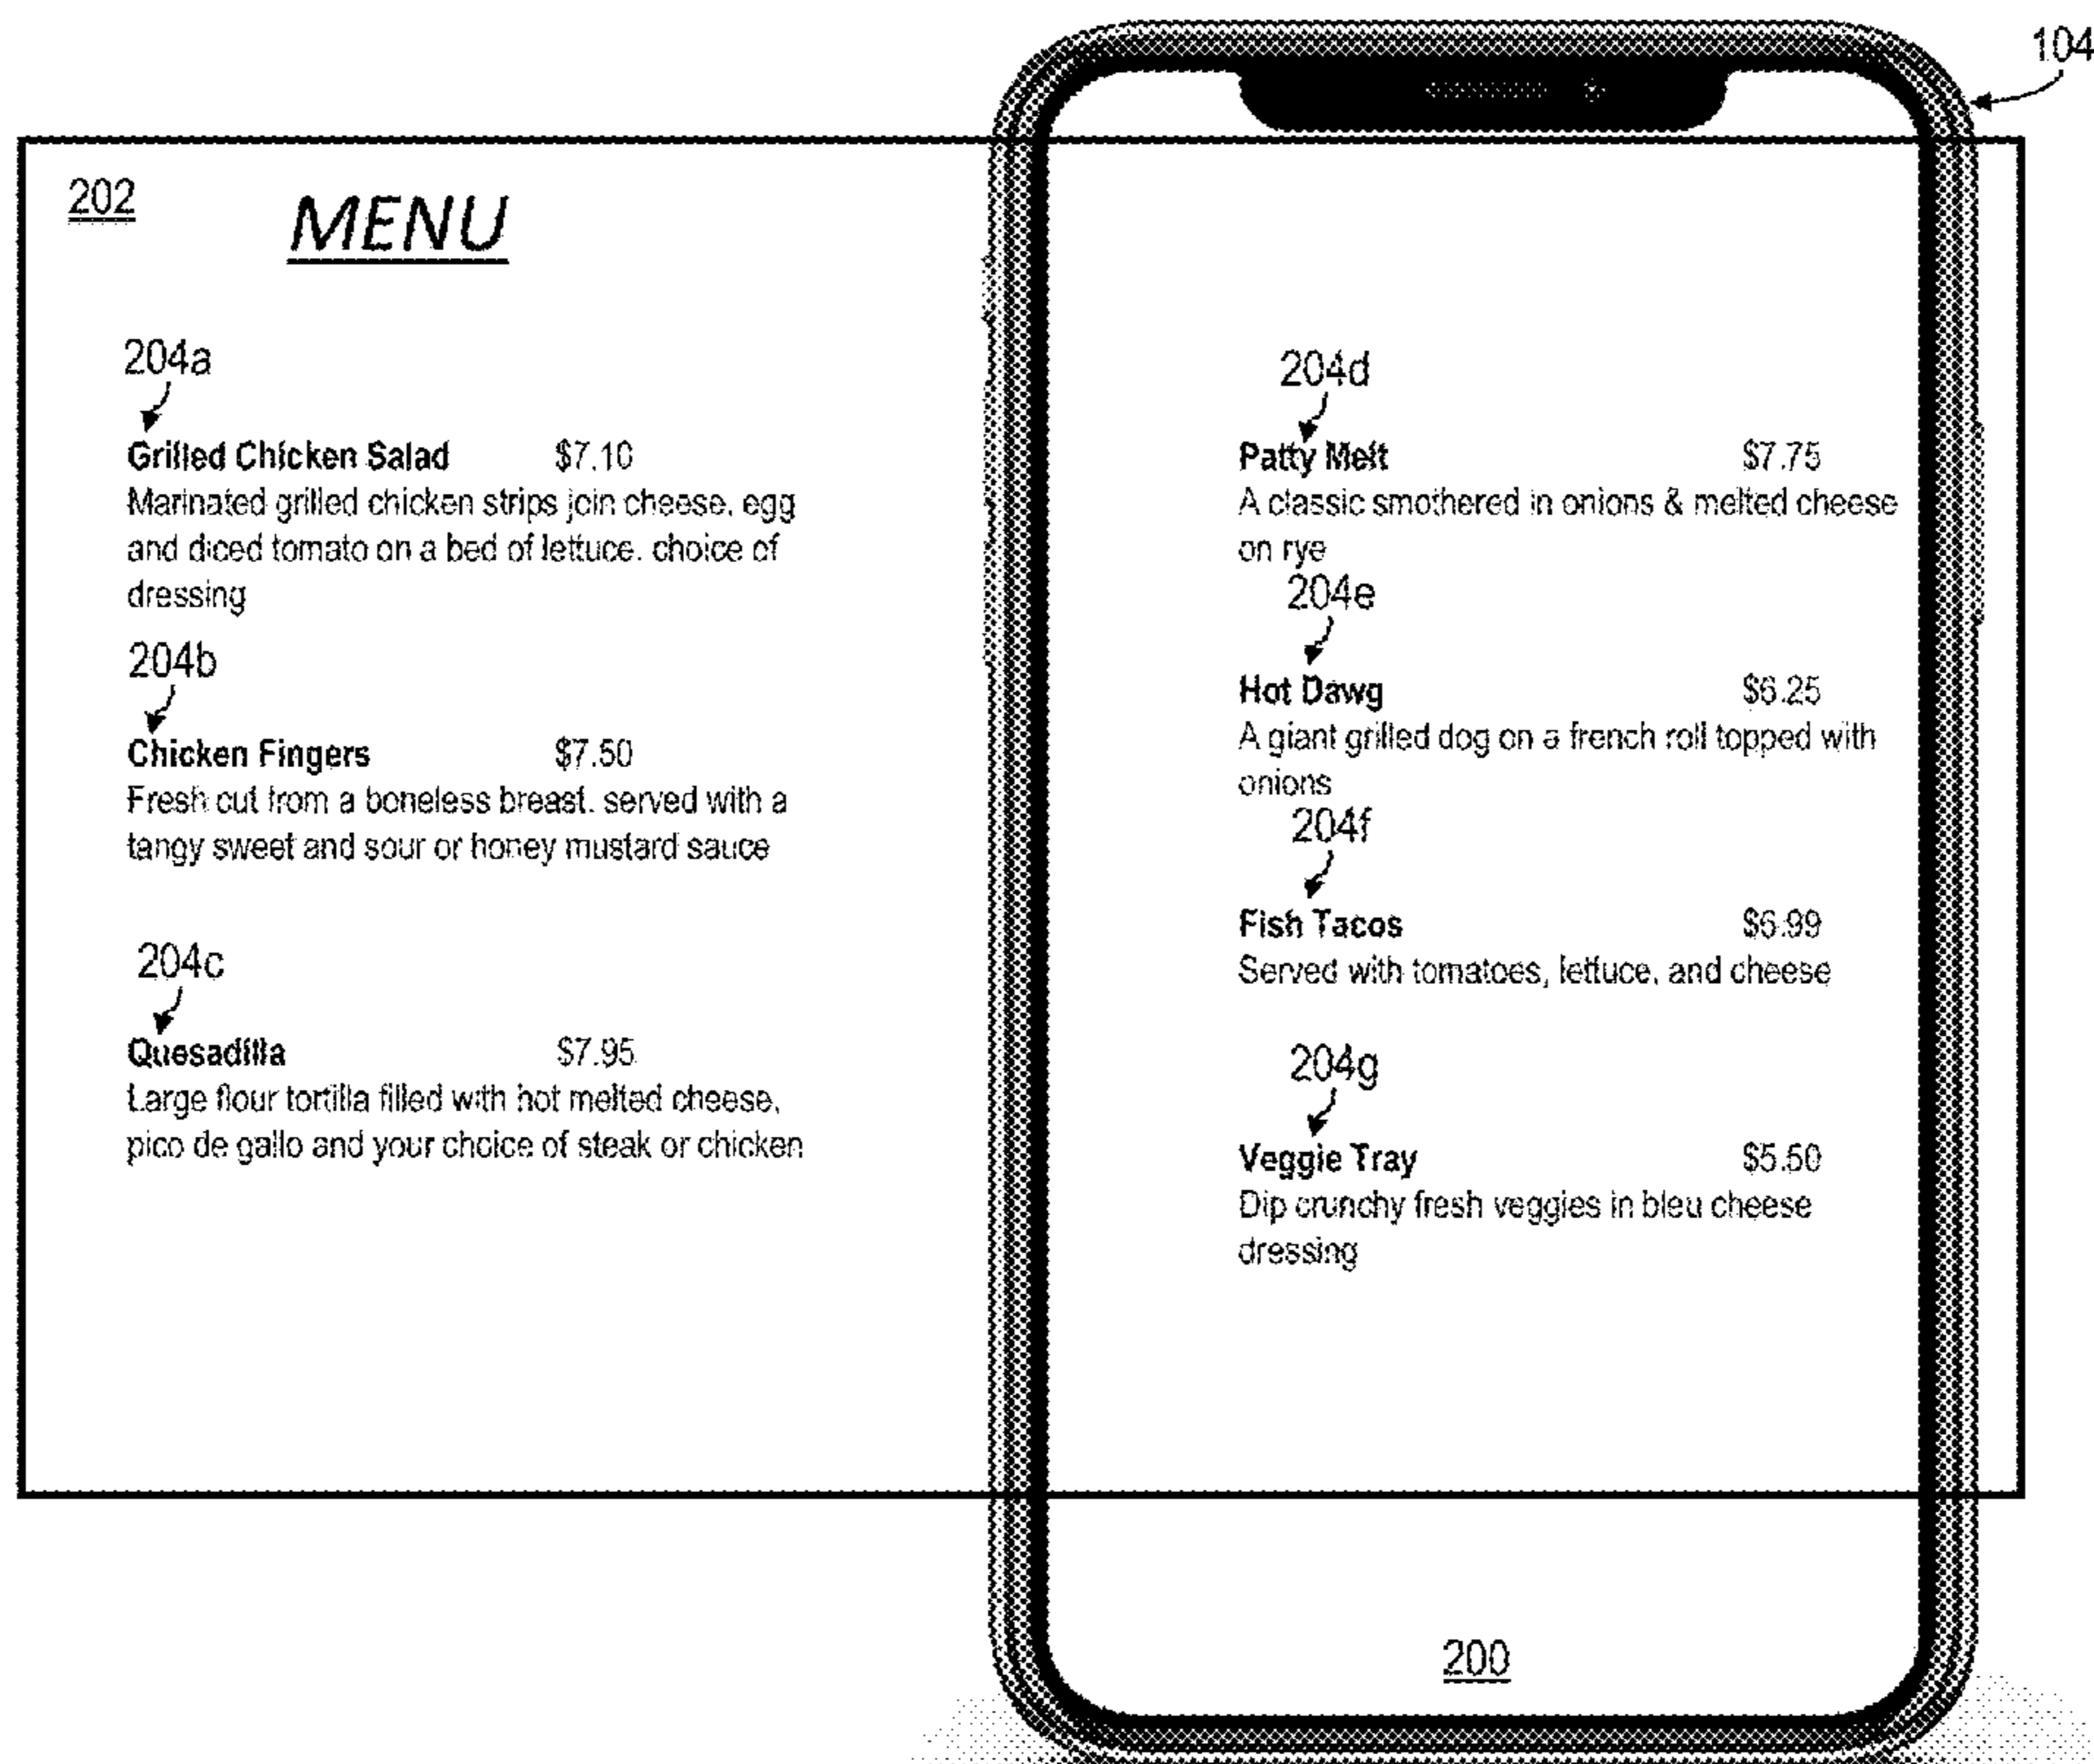 104
202
MENU
204a
Grilled Chicken Salad $7.10
Marinated grilled chicken strips join cheese, egg
and diced tomato on a bed of lettuce. choice of
dressing
204b
Chicken Fingers $7.50
Fresh cut from a boneless breast. served with a
tangy sweet and sour or honey mustard sauce
204c
Quesadilla $7.95
Large flour tortilla filled with hot melted cheese,
pico de gallo and your choice of steak or chicken
204d
Patty Melt $7.75
A classic smothered in onions & melted cheese
on rye
204e
Hot Dawg $6.25
A giant grilled dog on a french roll topped with
onions
204f
Fish Tacos $6.99
Served with tomatoes, lettuce, and cheese
204g
Veggie Tray $5.50
Dip crunchy fresh veggies in bleu cheese
dressing
200